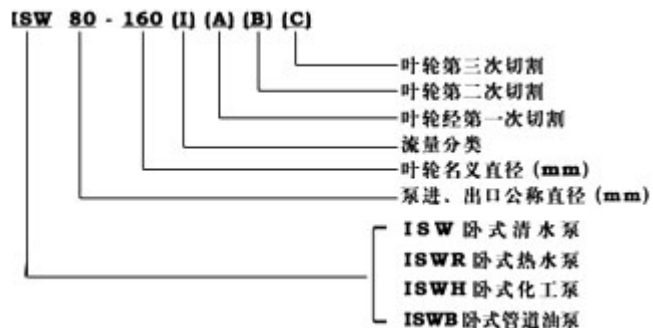 ISW 80 - 160 (I) (A) (B) (C)
叶轮第三次切割
叶轮第二次切割
叶轮经第一次切割
流量分类
叶轮名义直径 (mm)
泵进、出口公称直径 (mm)
ISW 卧式清水泵
ISWR 卧式热水泵
ISWH 卧式化工泵
ISWB 卧式管道油泵